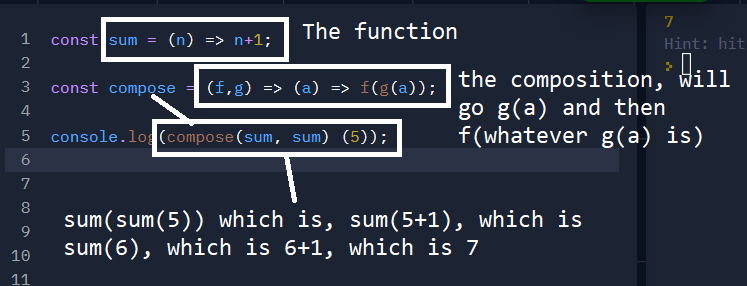 1 const sum = (n) => n+1; The function
2
3 const compose = (f,g) => (a) => f(g(a)); the composition, will
4 go g(a) and then
5 console.log(compose(sum, sum) (5)); f(whatever g(a) is)
6
7
8 sum(sum(5)) which is, sum(5+1), which is
9 sum(6), which is 6+1, which is 7
10
11
7
Hint: hit